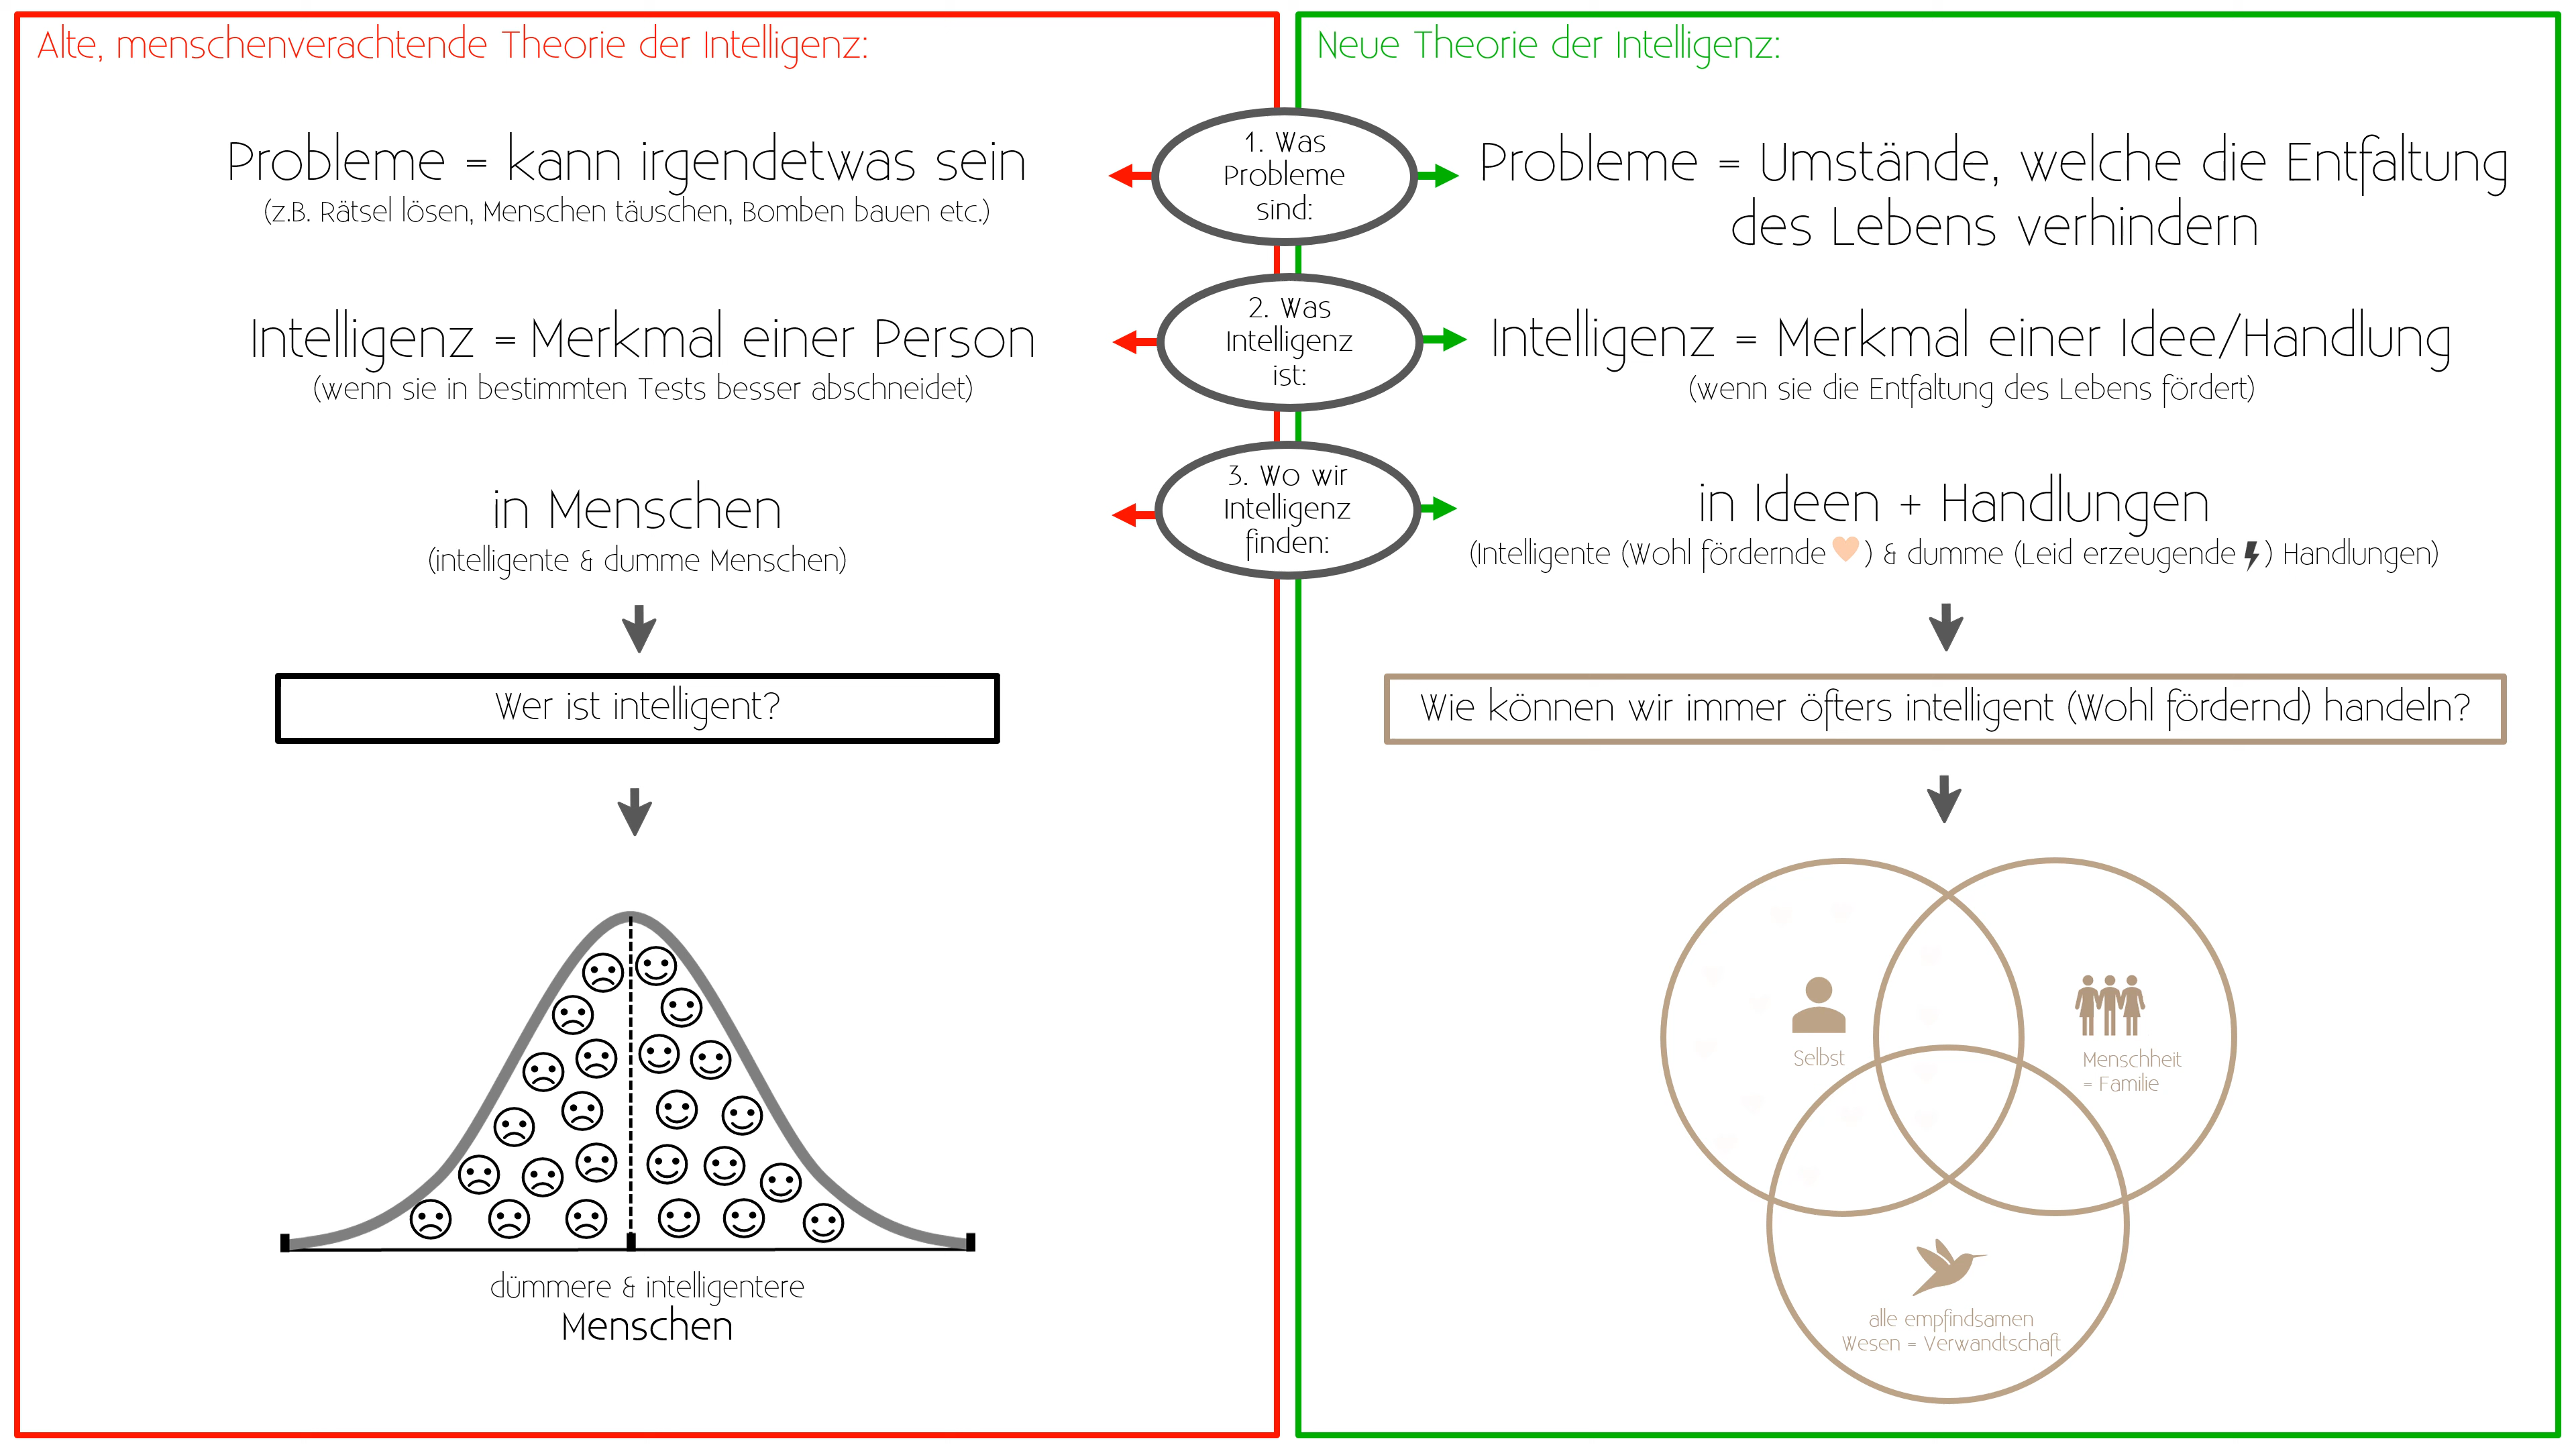 Alte, menschenverachtende Theorie der Intelligenz:
Probleme = kann irgendetwas sein
(z.B. Rätsel lösen, Menschen täuschen, Bomben bauen etc.)
Intelligenz = Merkmal einer Person
(wenn sie in bestimmten Tests besser abschneidet)
in Menschen
(intelligente & dumme Menschen)
Wer ist intelligent?
dümmere & intelligentere
Menschen
1. Was
Probleme
sind:
2. Was
Intelligenz
ist:
3. Wo wir
Intelligenz
finden:
Neue Theorie der Intelligenz:
Probleme = Umstände, welche die Entfaltung
des Lebens verhindern
Intelligenz = Merkmal einer Idee/Handlung
(wenn sie die Entfaltung des Lebens fördert)
in Ideen + Handlungen
(Intelligente (Wohl fördernde ) & dumme (Leid erzeugende ) Handlungen)
Wie können wir immer öfters intelligent (Wohl fördernd) handeln?
Selbst
Menschheit
= Familie
alle empfindsamen
Wesen = Verwandtschaft